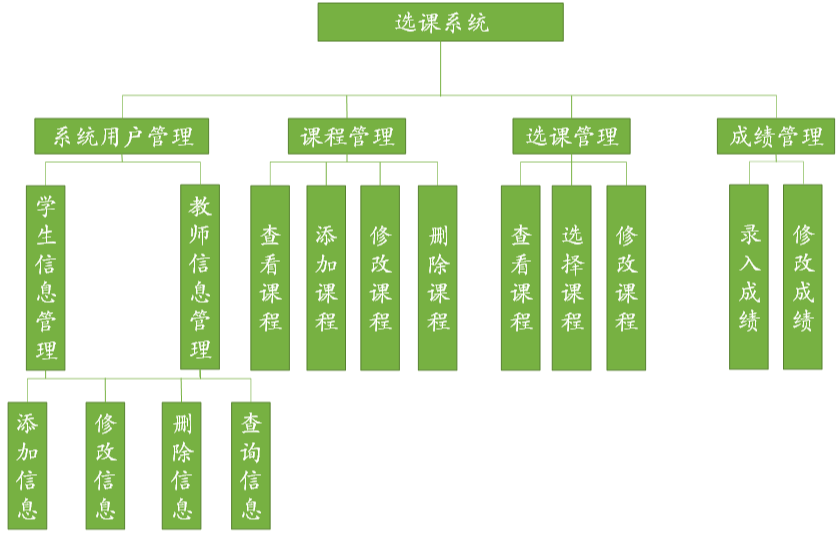 选课系统
系统用户管理
课程管理
选课管理
成绩管理
学生信息管理
教师信息管理
查看课程
添加课程
修改课程
删除课程
查看课程
选择课程
修改课程
录入成绩
修改成绩
添加信息
修改信息
删除信息
查询信息